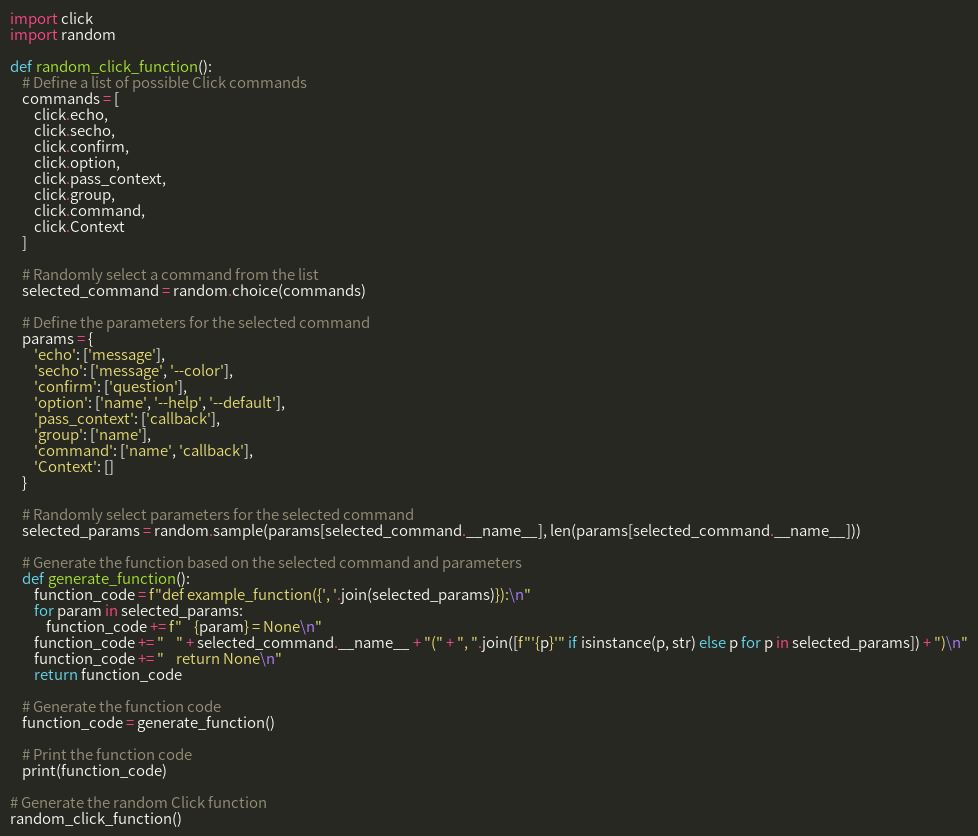 import click
import random

def random_click_function():
    # Define a list of possible Click commands
    commands = [
        click.echo,
        click.secho,
        click.confirm,
        click.option,
        click.pass_context,
        click.group,
        click.command,
        click.Context
    ]

    # Randomly select a command from the list
    selected_command = random.choice(commands)

    # Define the parameters for the selected command
    params = {
        'echo': ['message'],
        'secho': ['message', '--color'],
        'confirm': ['question'],
        'option': ['name', '--help', '--default'],
        'pass_context': ['callback'],
        'group': ['name'],
        'command': ['name', 'callback'],
        'Context': []
    }

    # Randomly select parameters for the selected command
    selected_params = random.sample(params[selected_command.__name__], len(params[selected_command.__name__]))

    # Generate the function based on the selected command and parameters
    def generate_function():
        function_code = f"def example_function({', '.join(selected_params)}):\n"
        for param in selected_params:
            function_code += f"    {param} = None\n"
        function_code += "    " + selected_command.__name__ + "(" + ", ".join([f"'{p}'" if isinstance(p, str) else p for p in selected_params]) + ")\n"
        function_code += "    return None\n"
        return function_code

    # Generate the function code
    function_code = generate_function()

    # Print the function code
    print(function_code)

# Generate the random Click function
random_click_function()